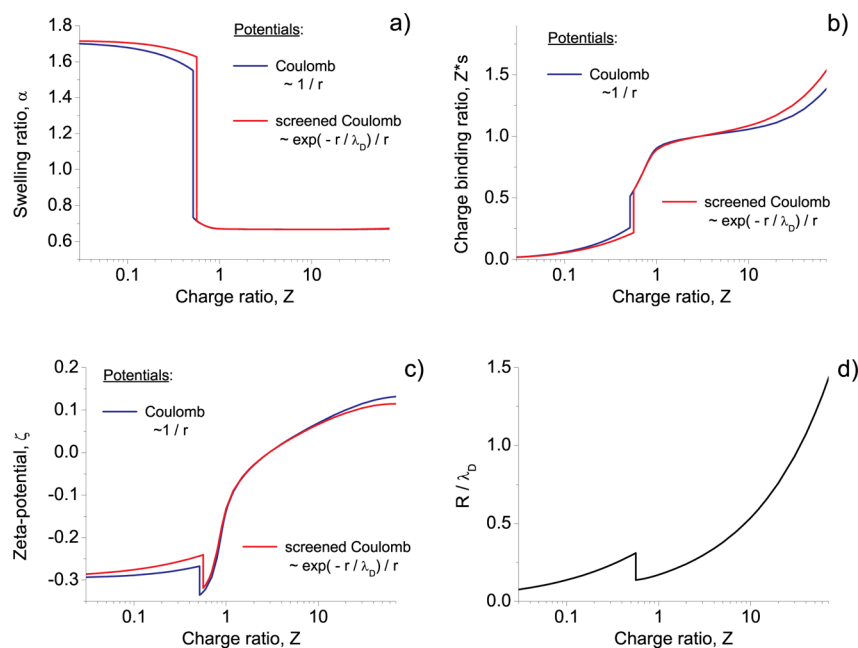 a)
Swelling ratio, α
1.8
1.6
1.4
1.2
1.0
0.8
0.6
Potentials:
Coulomb
~ 1 / r
screened Coulomb
~ exp( - r / λD) / r
0.1
1
10
Charge ratio, Z
b)
Charge binding ratio, Z*s
1.5
1.0
0.5
0.0
Potentials:
Coulomb
~1 / r
screened Coulomb
~ exp( - r / λD) / r
0.1
1
10
Charge ratio, Z
c)
Zeta-potential, ζ
0.2
0.1
0.0
-0.1
-0.2
-0.3
Potentials:
Coulomb
~1 / r
screened Coulomb
~ exp( - r / λD) / r
0.1
1
10
Charge ratio, Z
d)
R / λD
1.5
1.0
0.5
0.0
0.1
1
10
Charge ratio, Z